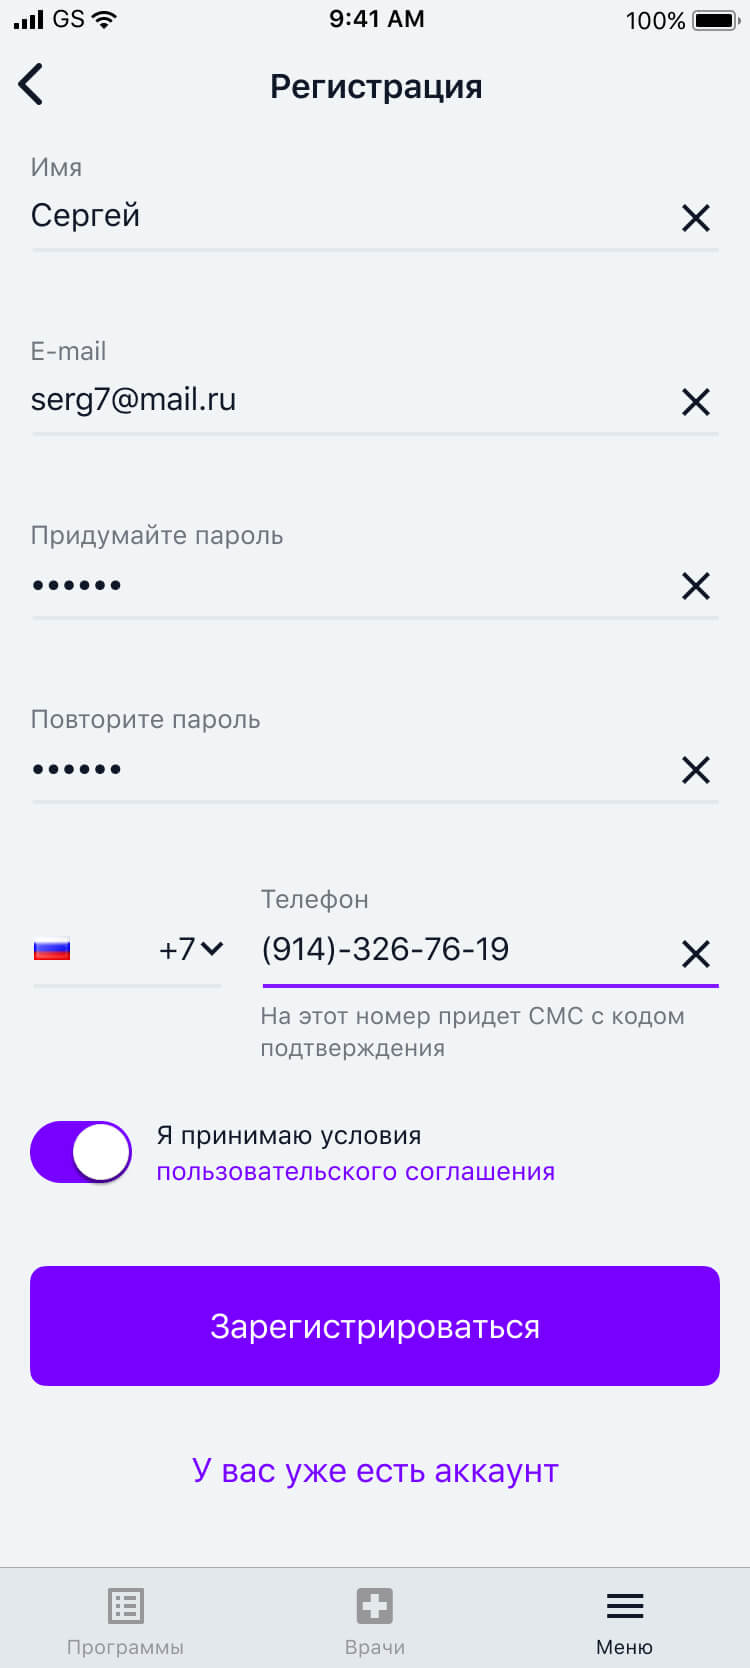 GS 9:41 AM 100%
Регистрация
Имя
Сергей
E-mail
serg7@mail.ru
Придумайте пароль
••••••
Повторите пароль
••••••
Телефон
+7 (914)-326-76-19
На этот номер придет СМС с кодом
подтверждения
Я принимаю условия
пользовательского соглашения
Зарегистрироваться
У вас уже есть аккаунт
Программы Врачи Меню